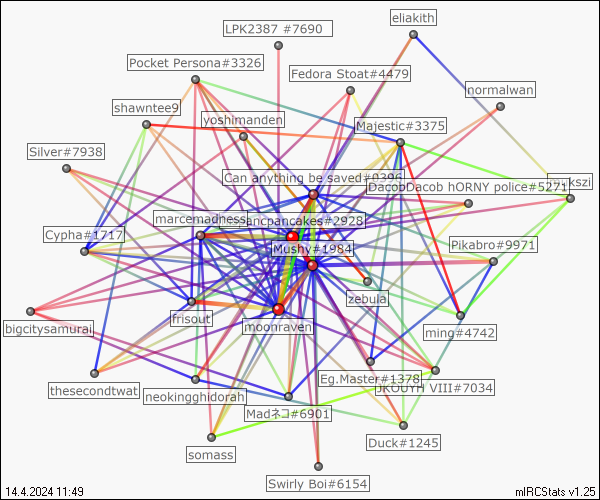 eliakith
LPK2387 #7690
Pocket Persona#3326
Fedora Stoat#4479
normalwan
shawntee9
yoshimanden
Majestic#3375
Silver#7938
Can anything be saved#0396
DacobDacob hORNY police#5271
marcemadness
ancpancakes#2928
Cypha#1717
Mushy#1984
Pikabro#9971
zebula
frisout
moonraven
bigcitysamurai
ming#4742
thesecondtwat
neokingghidorah
Eg.Master#1378
JKOUYH VIII#7034
Madネコ#6901
somass
Duck#1245
Swirly Boi#6154
14.4.2024 11:49
mIRCStats v1.25